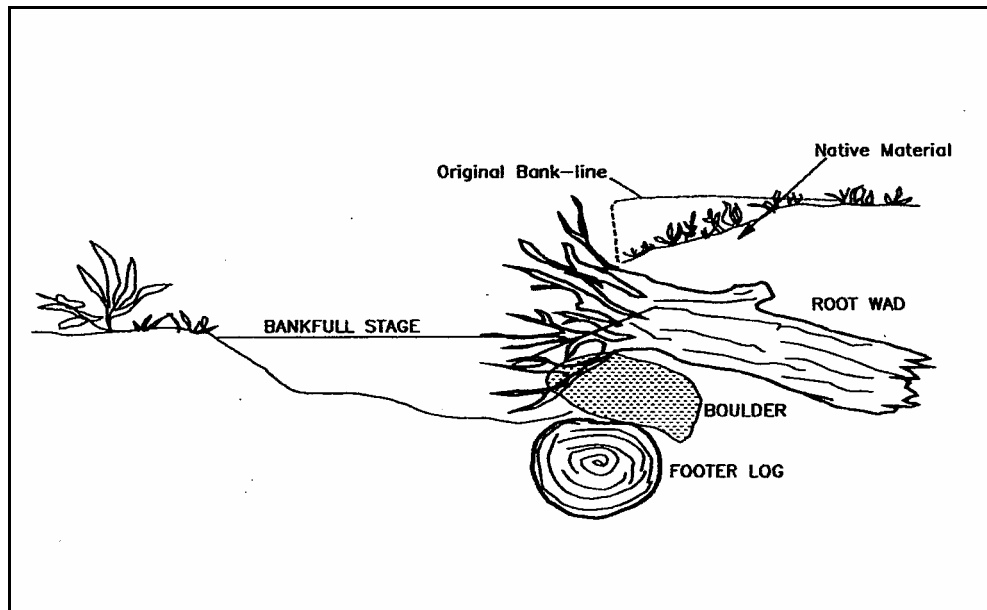 Native Material
Original Bank-line
ROOT WAD
BANKFULL STAGE
BOULDER
FOOTER LOG